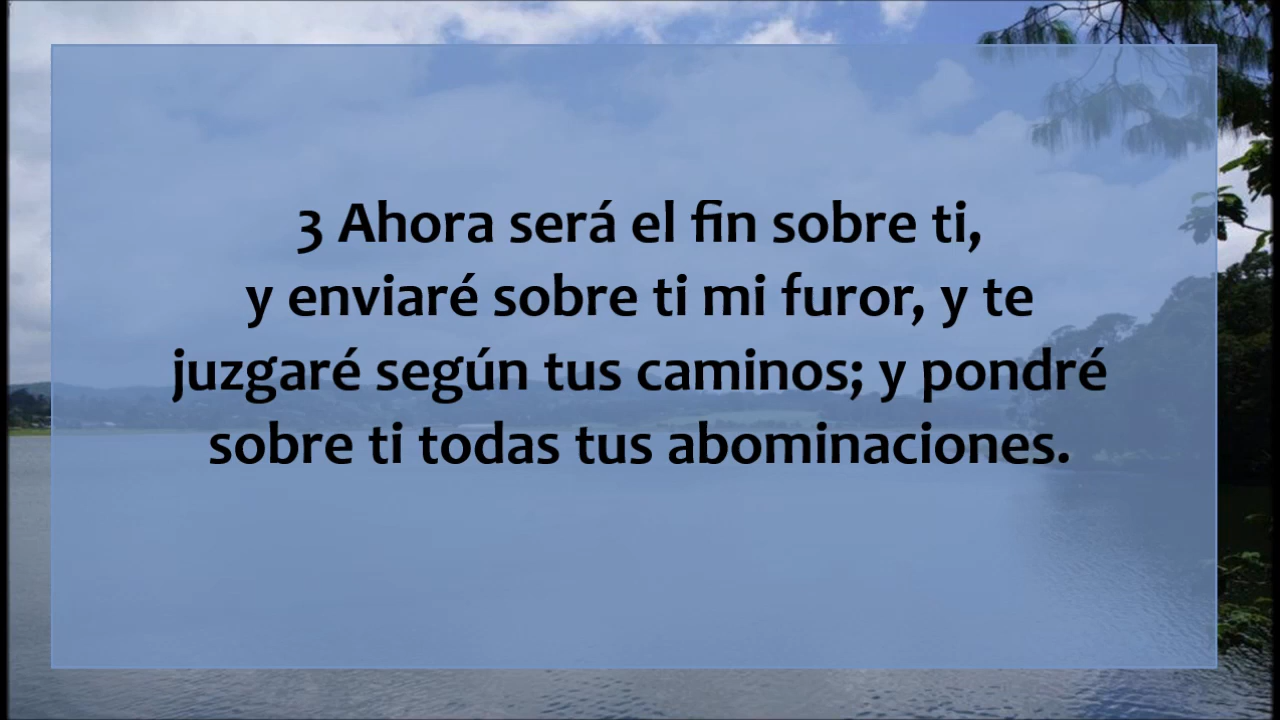 3 Ahora será el fin sobre ti,
y enviaré sobre ti mi furor, y te
juzgaré según tus caminos; y pondré
sobre ti todas tus abominaciones.